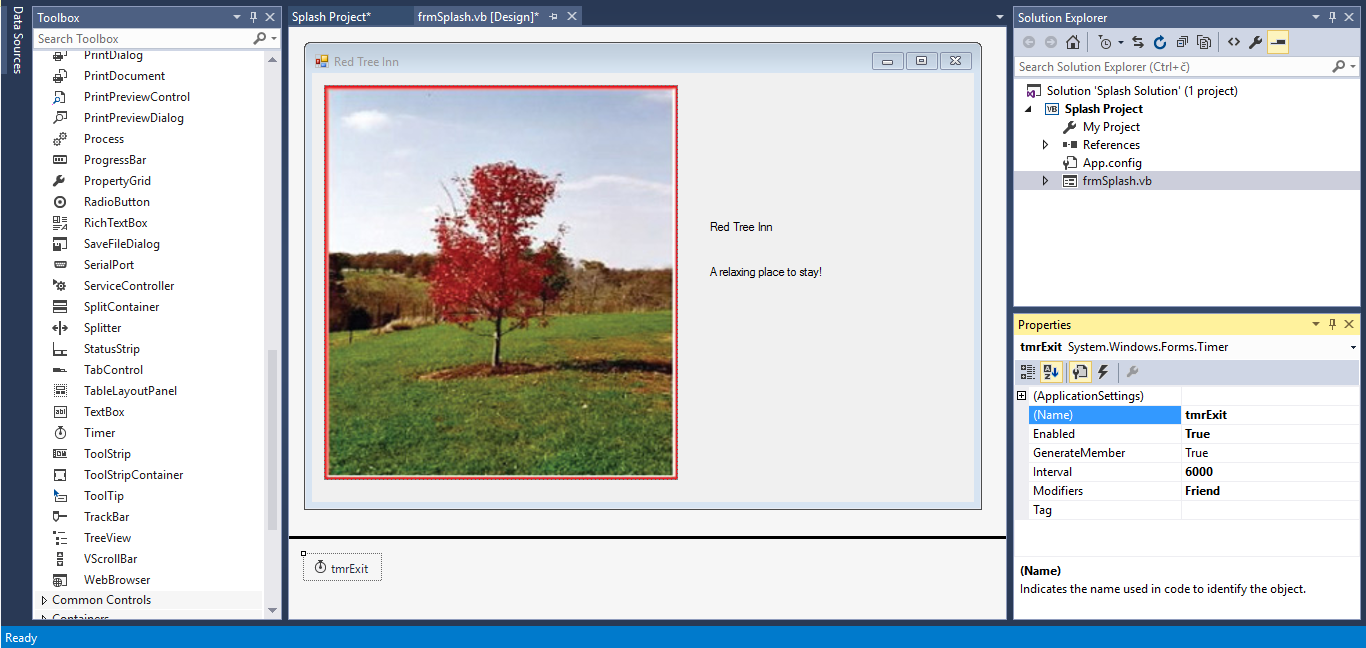 Data Sources
Toolbox
Search Toolbox
PrintDialog
PrintDocument
PrintPreviewControl
PrintPreviewDialog
Process
ProgressBar
PropertyGrid
RadioButton
RichTextBox
SaveFileDialog
SerialPort
ServiceController
SplitContainer
Splitter
StatusStrip
TabControl
TableLayoutPanel
TextBox
Timer
ToolStrip
ToolStripContainer
ToolTip
TrackBar
TreeView
VScrollBar
WebBrowser
Common Controls
Containers
Splash Project*
frmSplash.vb [Design]*
Red Tree Inn
Red Tree Inn
A relaxing place to stay!
tmrExit
Solution Explorer
Search Solution Explorer (Ctrl+č)
Solution 'Splash Solution' (1 project)
VB Splash Project
My Project
References
App.config
frmSplash.vb
Properties
tmrExit System.Windows.Forms.Timer
(ApplicationSettings)
(Name) tmrExit
Enabled True
GenerateMember True
Interval 6000
Modifiers Friend
Tag
(Name)
Indicates the name used in code to identify the object.
Ready